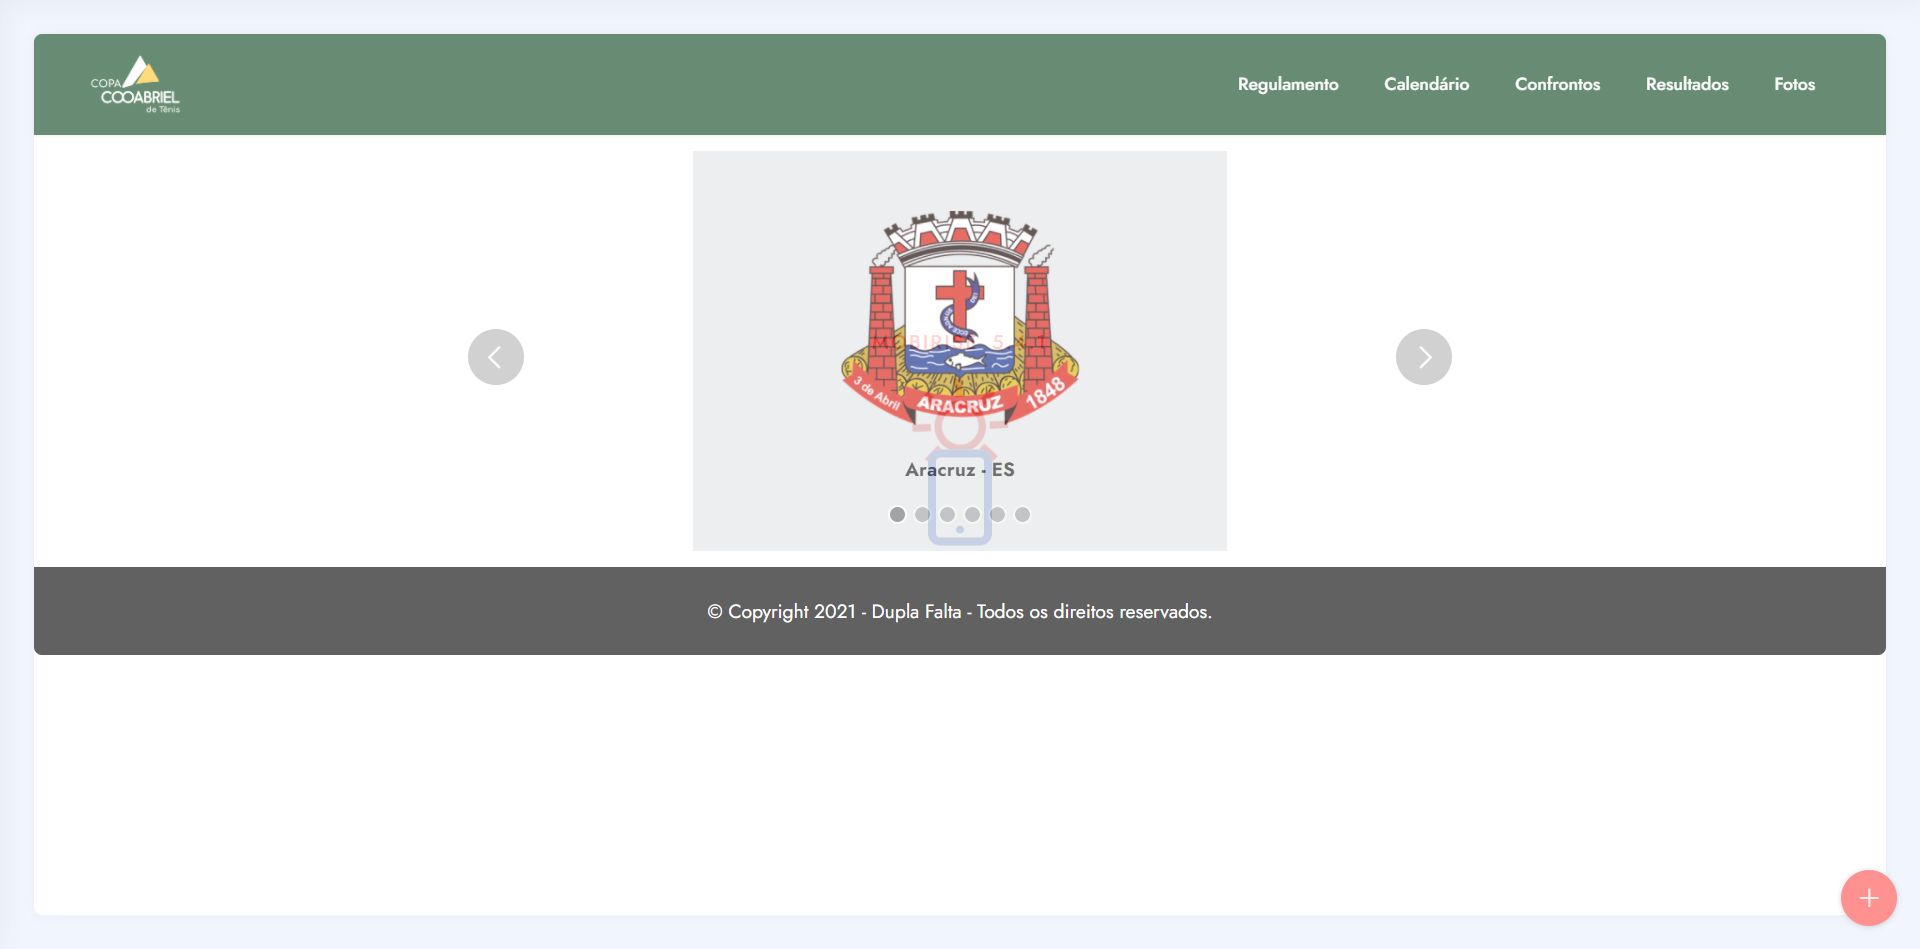 COPA
COOABRIEL
de Tênis
Regulamento
Calendário
Confrontos
Resultados
Fotos
3 de Abril
ARACRUZ
1848
Aracruz - ES
© Copyright 2021 - Dupla Falta - Todos os direitos reservados.